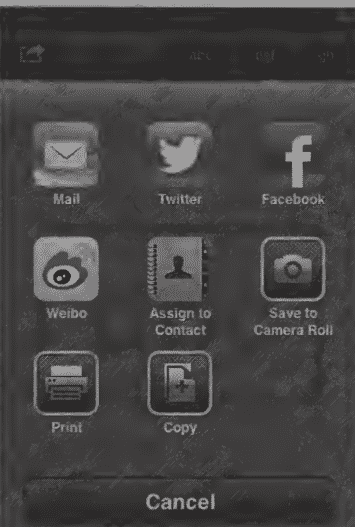 Mail
Twitter
Facebook
Weibo
Assign to
Contact
Save to
Camera Roll
Print
Copy
Cancel